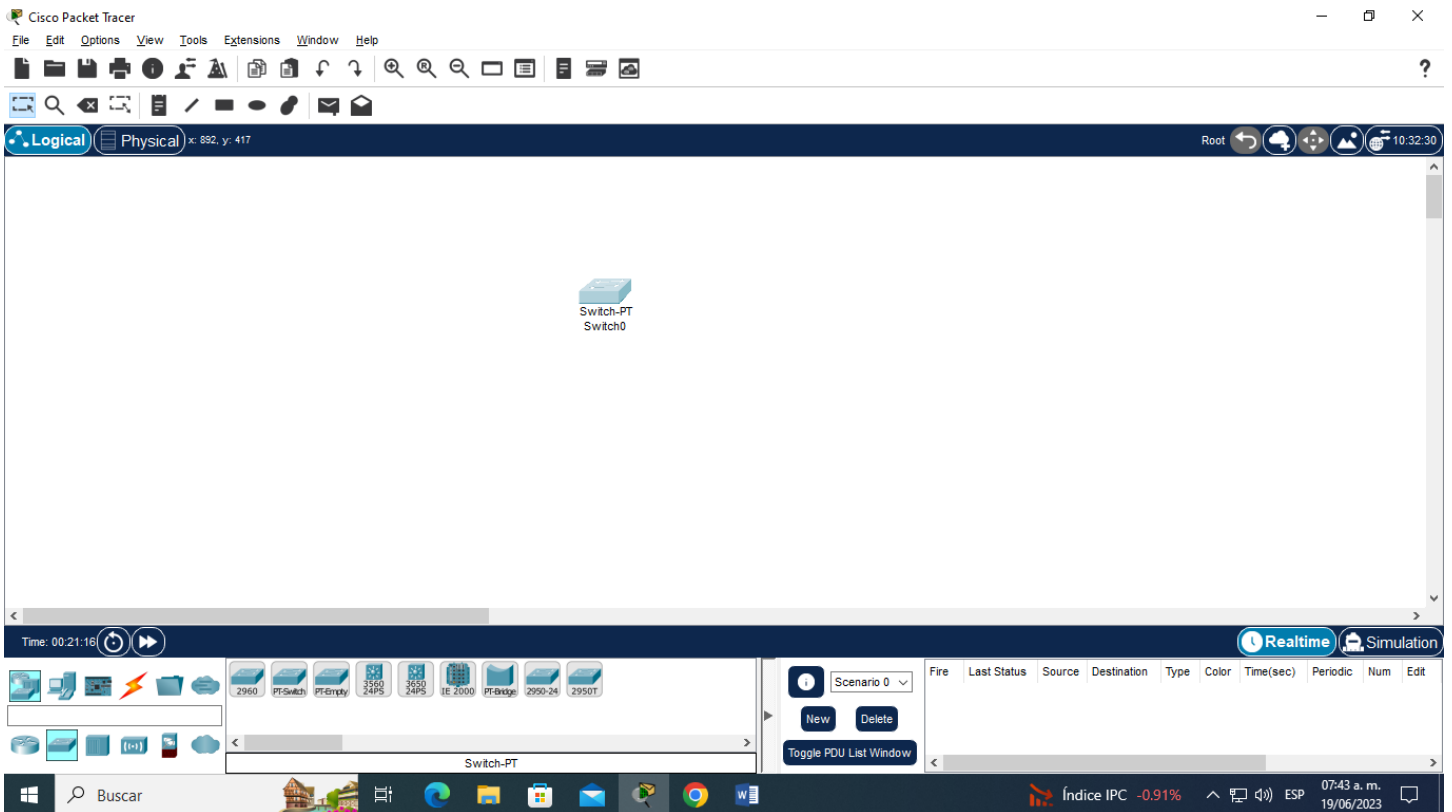 Cisco Packet Tracer
File Edit Options View Tools Extensions Window Help
?
Logical Physical x: 892, y: 417 Root 10:32:30
Switch-PT
Switch0
Time: 00:21:16 Realtime Simulation
2960 PT-Switch PT-Empty 3560 24PS 3650 24PS IE 2000 PT-Bridge 2950-24 2950T
Switch-PT
Scenario 0
New Delete
Toggle PDU List Window
Fire Last Status Source Destination Type Color Time(sec) Periodic Num Edit
Buscar
Índice IPC -0.91% ESP 07:43 a. m.
19/06/2023